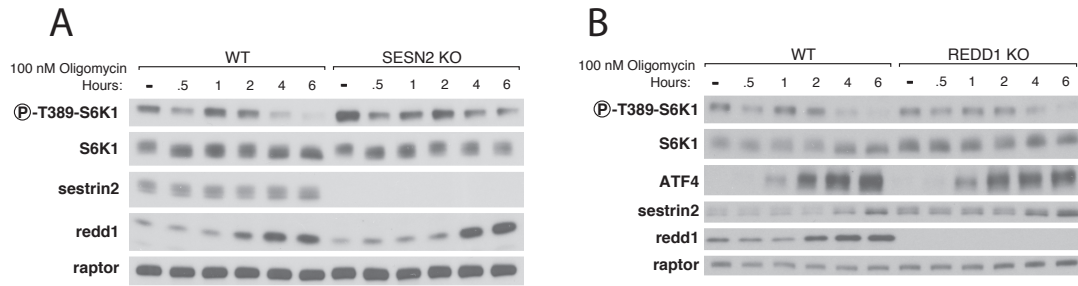 A
WT SESN2 KO
100 nM Oligomycin
Hours: - .5 1 2 4 6 - .5 1 2 4 6
Ⓟ-T389-S6K1
S6K1
sestrin2
redd1
raptor
B
WT REDD1 KO
100 nM Oligomycin
Hours: - .5 1 2 4 6 - .5 1 2 4 6
Ⓟ-T389-S6K1
S6K1
ATF4
sestrin2
redd1
raptor